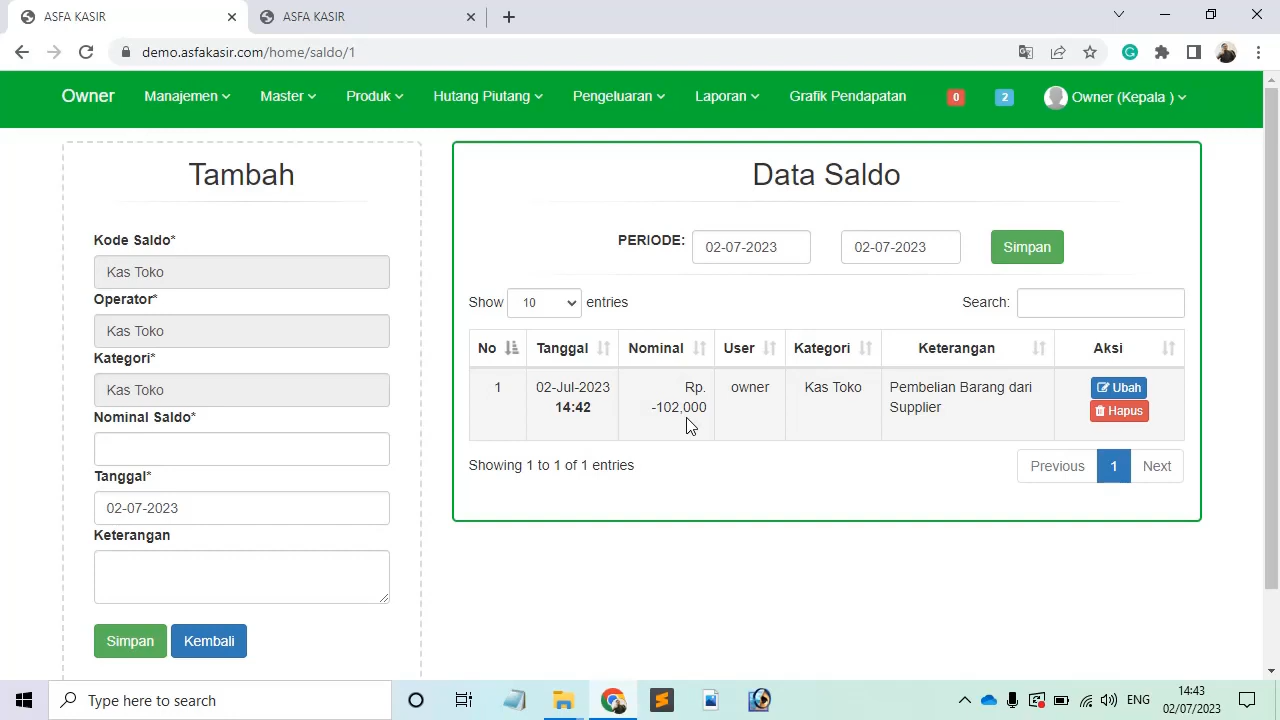 ASFA KASIR
ASFA KASIR
demo.asfakasir.com/home/saldo/1
Owner Manajemen Master Produk Hutang Piutang Pengeluaran Laporan Grafik Pendapatan 0 2 Owner (Kepala )
Tambah
Kode Saldo*
Kas Toko
Operator*
Kas Toko
Kategori*
Kas Toko
Nominal Saldo*
Tanggal*
02-07-2023
Keterangan
Simpan Kembali
Data Saldo
PERIODE: 02-07-2023 02-07-2023 Simpan
Show 10 entries Search:
No Tanggal Nominal User Kategori Keterangan Aksi
1 02-Jul-2023 Rp. owner Kas Toko Pembelian Barang dari Ubah
14:42 -102,000 Supplier Hapus
Showing 1 to 1 of 1 entries Previous 1 Next
Type here to search
ENG 14:43
02/07/2023